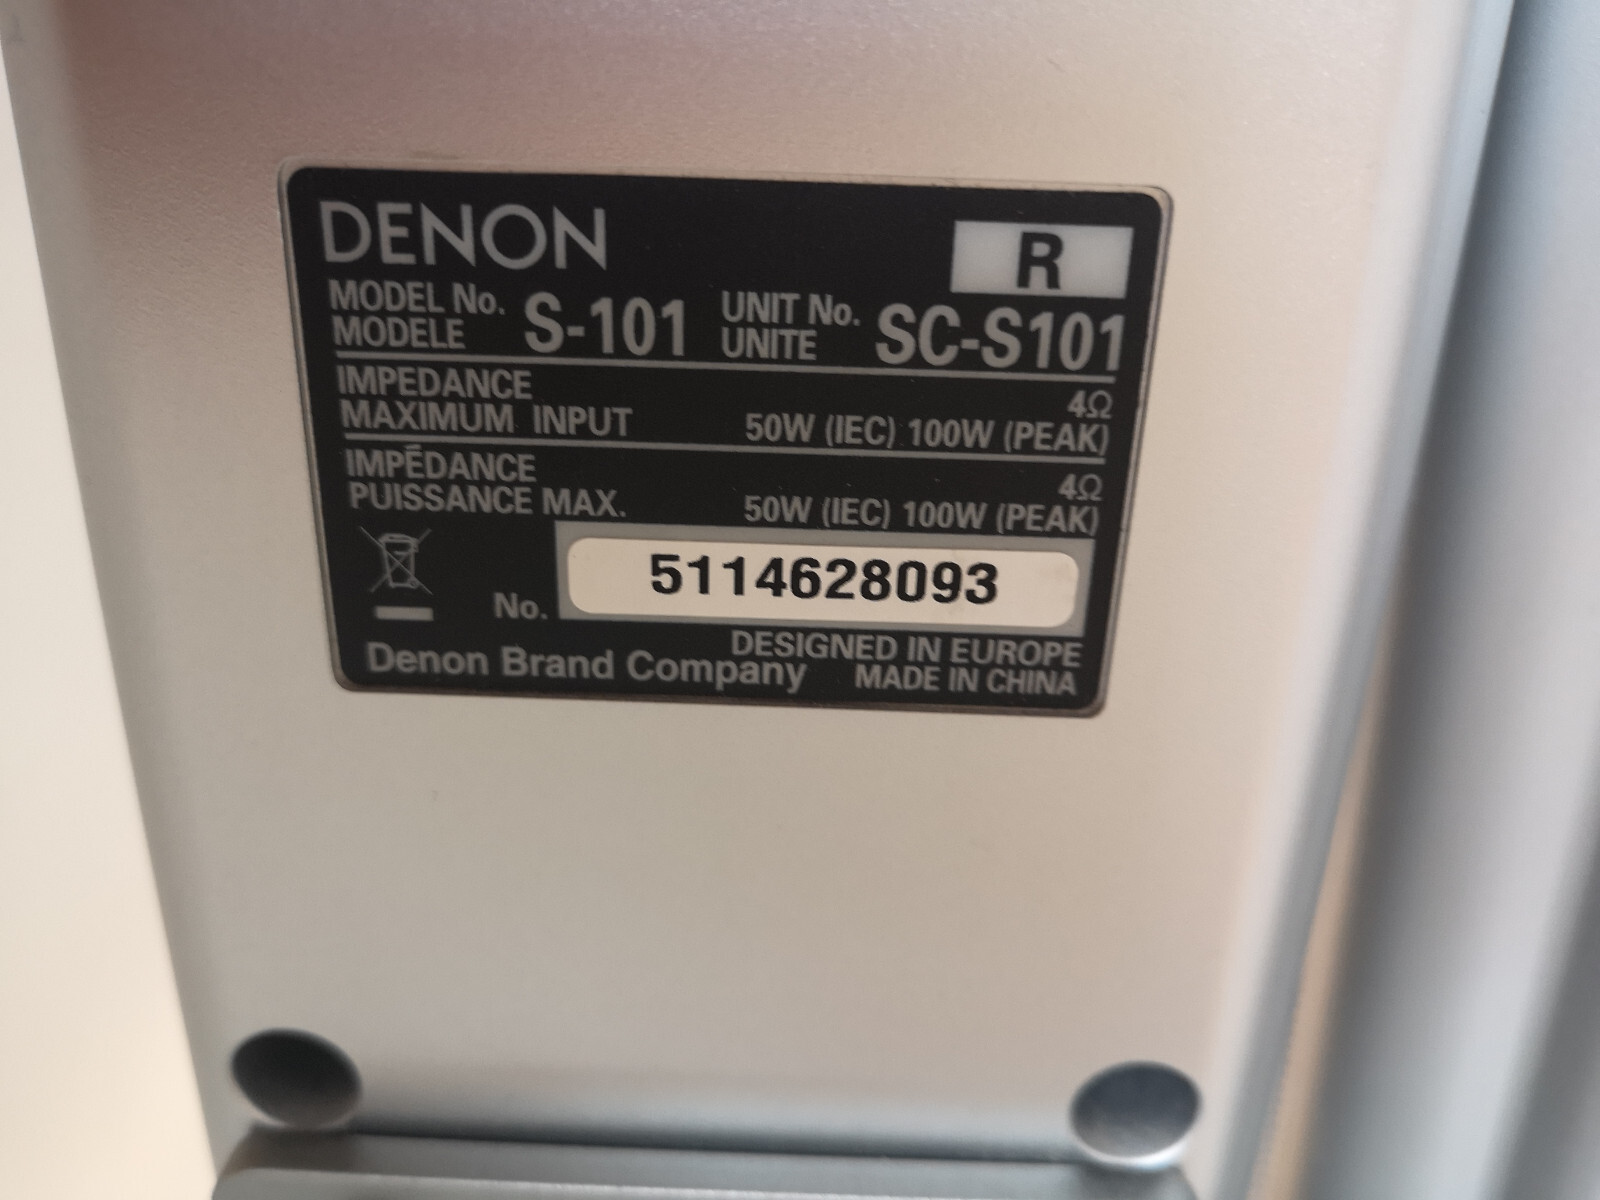 DENON
R
MODEL No. S-101 UNIT No. SC-S101
MODELE UNITE
IMPEDANCE 4Ω
MAXIMUM INPUT 50W (IEC) 100W (PEAK)
IMPÉDANCE 4Ω
PUISSANCE MAX. 50W (IEC) 100W (PEAK)
No. 5114628093
DESIGNED IN EUROPE
Denon Brand Company MADE IN CHINA